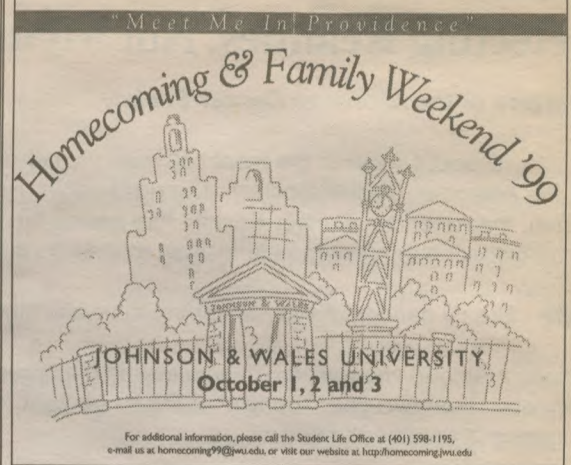 "Meet Me In Providence"
Homecoming & Family Weekend '99
JOHNSON & WALES
JOHNSON & WALES UNIVERSITY
October 1, 2 and 3
For additional information, please call the Student Life Office at (401) 598-1195,
e-mail us at homecoming99@jwu.edu, or visit our website at http:/homecoming.jwu.edu